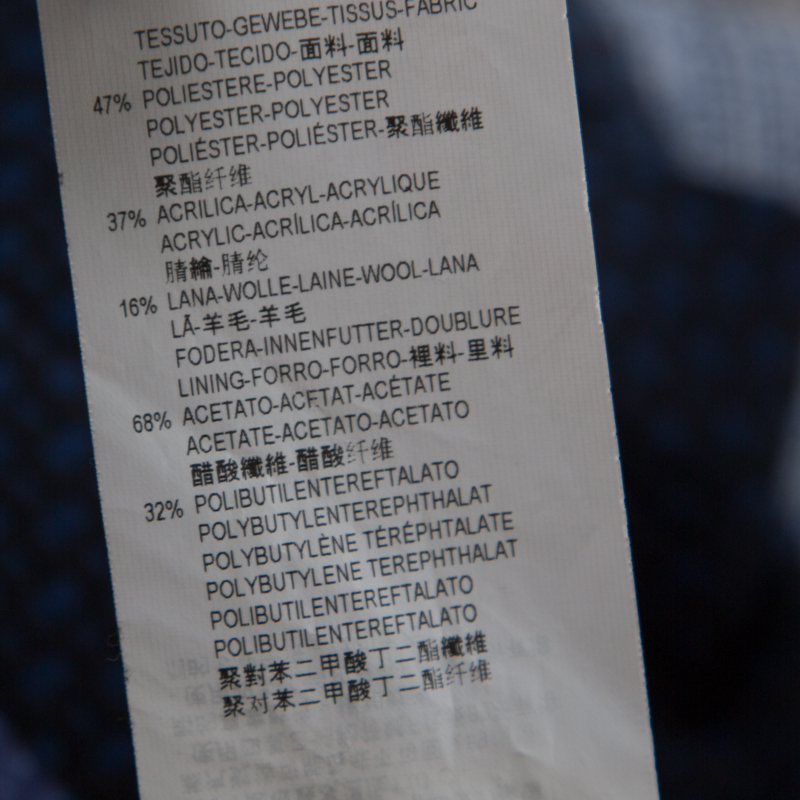 TESSUTO-GEWEBE-TISSUS-FABRIC
TEJIDO-TECIDO-面料-面料
47% POLIESTERE-POLYESTER
POLYESTER-POLYESTER
POLIÉSTER-POLIÉSTER-聚酯纖維
聚酯纤维
37% ACRILICA-ACRYL-ACRYLIQUE
ACRYLIC-ACRÍLICA-ACRÍLICA
腈綸-腈纶
16% LANA-WOLLE-LAINE-WOOL-LANA
LÃ-羊毛-羊毛
FODERA-INNENFUTTER-DOUBLURE
LINING-FORRO-FORRO-裡料-里料
68% ACETATO-ACETAT-ACÉTATE
ACETATE-ACETATO-ACETATO
醋酸纖維-醋酸纤维
32% POLIBUTILENTEREFTALATO
POLYBUTYLENTEREPHTHALAT
POLYBUTYLÈNE TÉRÉPHTALATE
POLYBUTYLENE TEREPHTHALAT
POLIBUTILENTEREFTALATO
POLIBUTILENTEREFTALATO
聚對苯二甲酸丁二酯纖維
聚对苯二甲酸丁二酯纤维